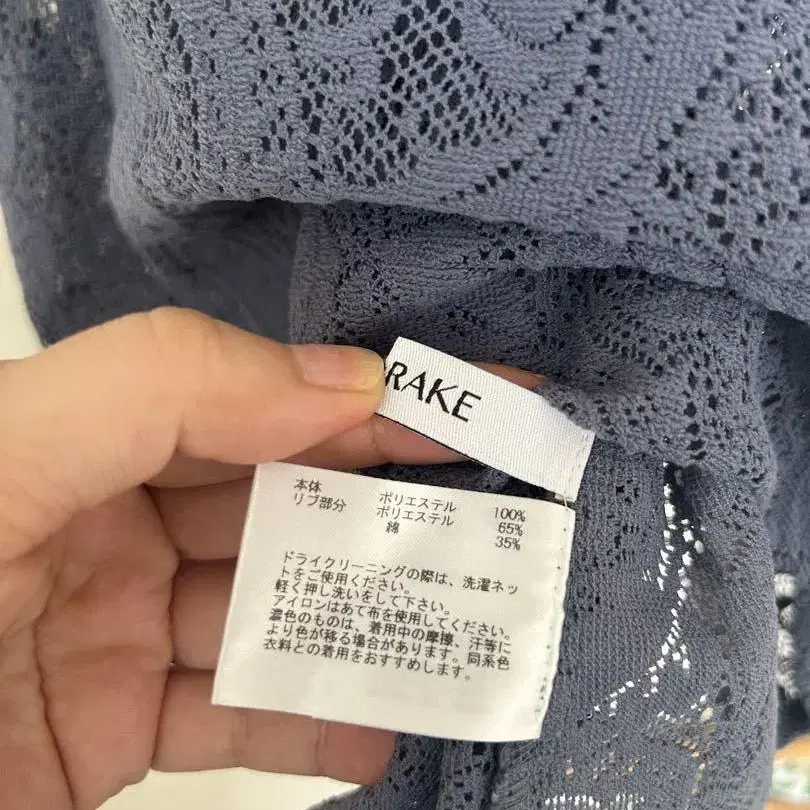 RAKE
本体 ポリエステル 100%
リブ部分 ポリエステル 65%
綿 35%
ドライクリーニングの際は、洗濯ネッ
トをご使用ください。
軽く押し洗いをして下さい。
アイロンはあて布を使用してください。
濃色のものは、着用中の摩擦、汗等に
より色が移る場合があります。同系色
衣料との着用をおすすめします。